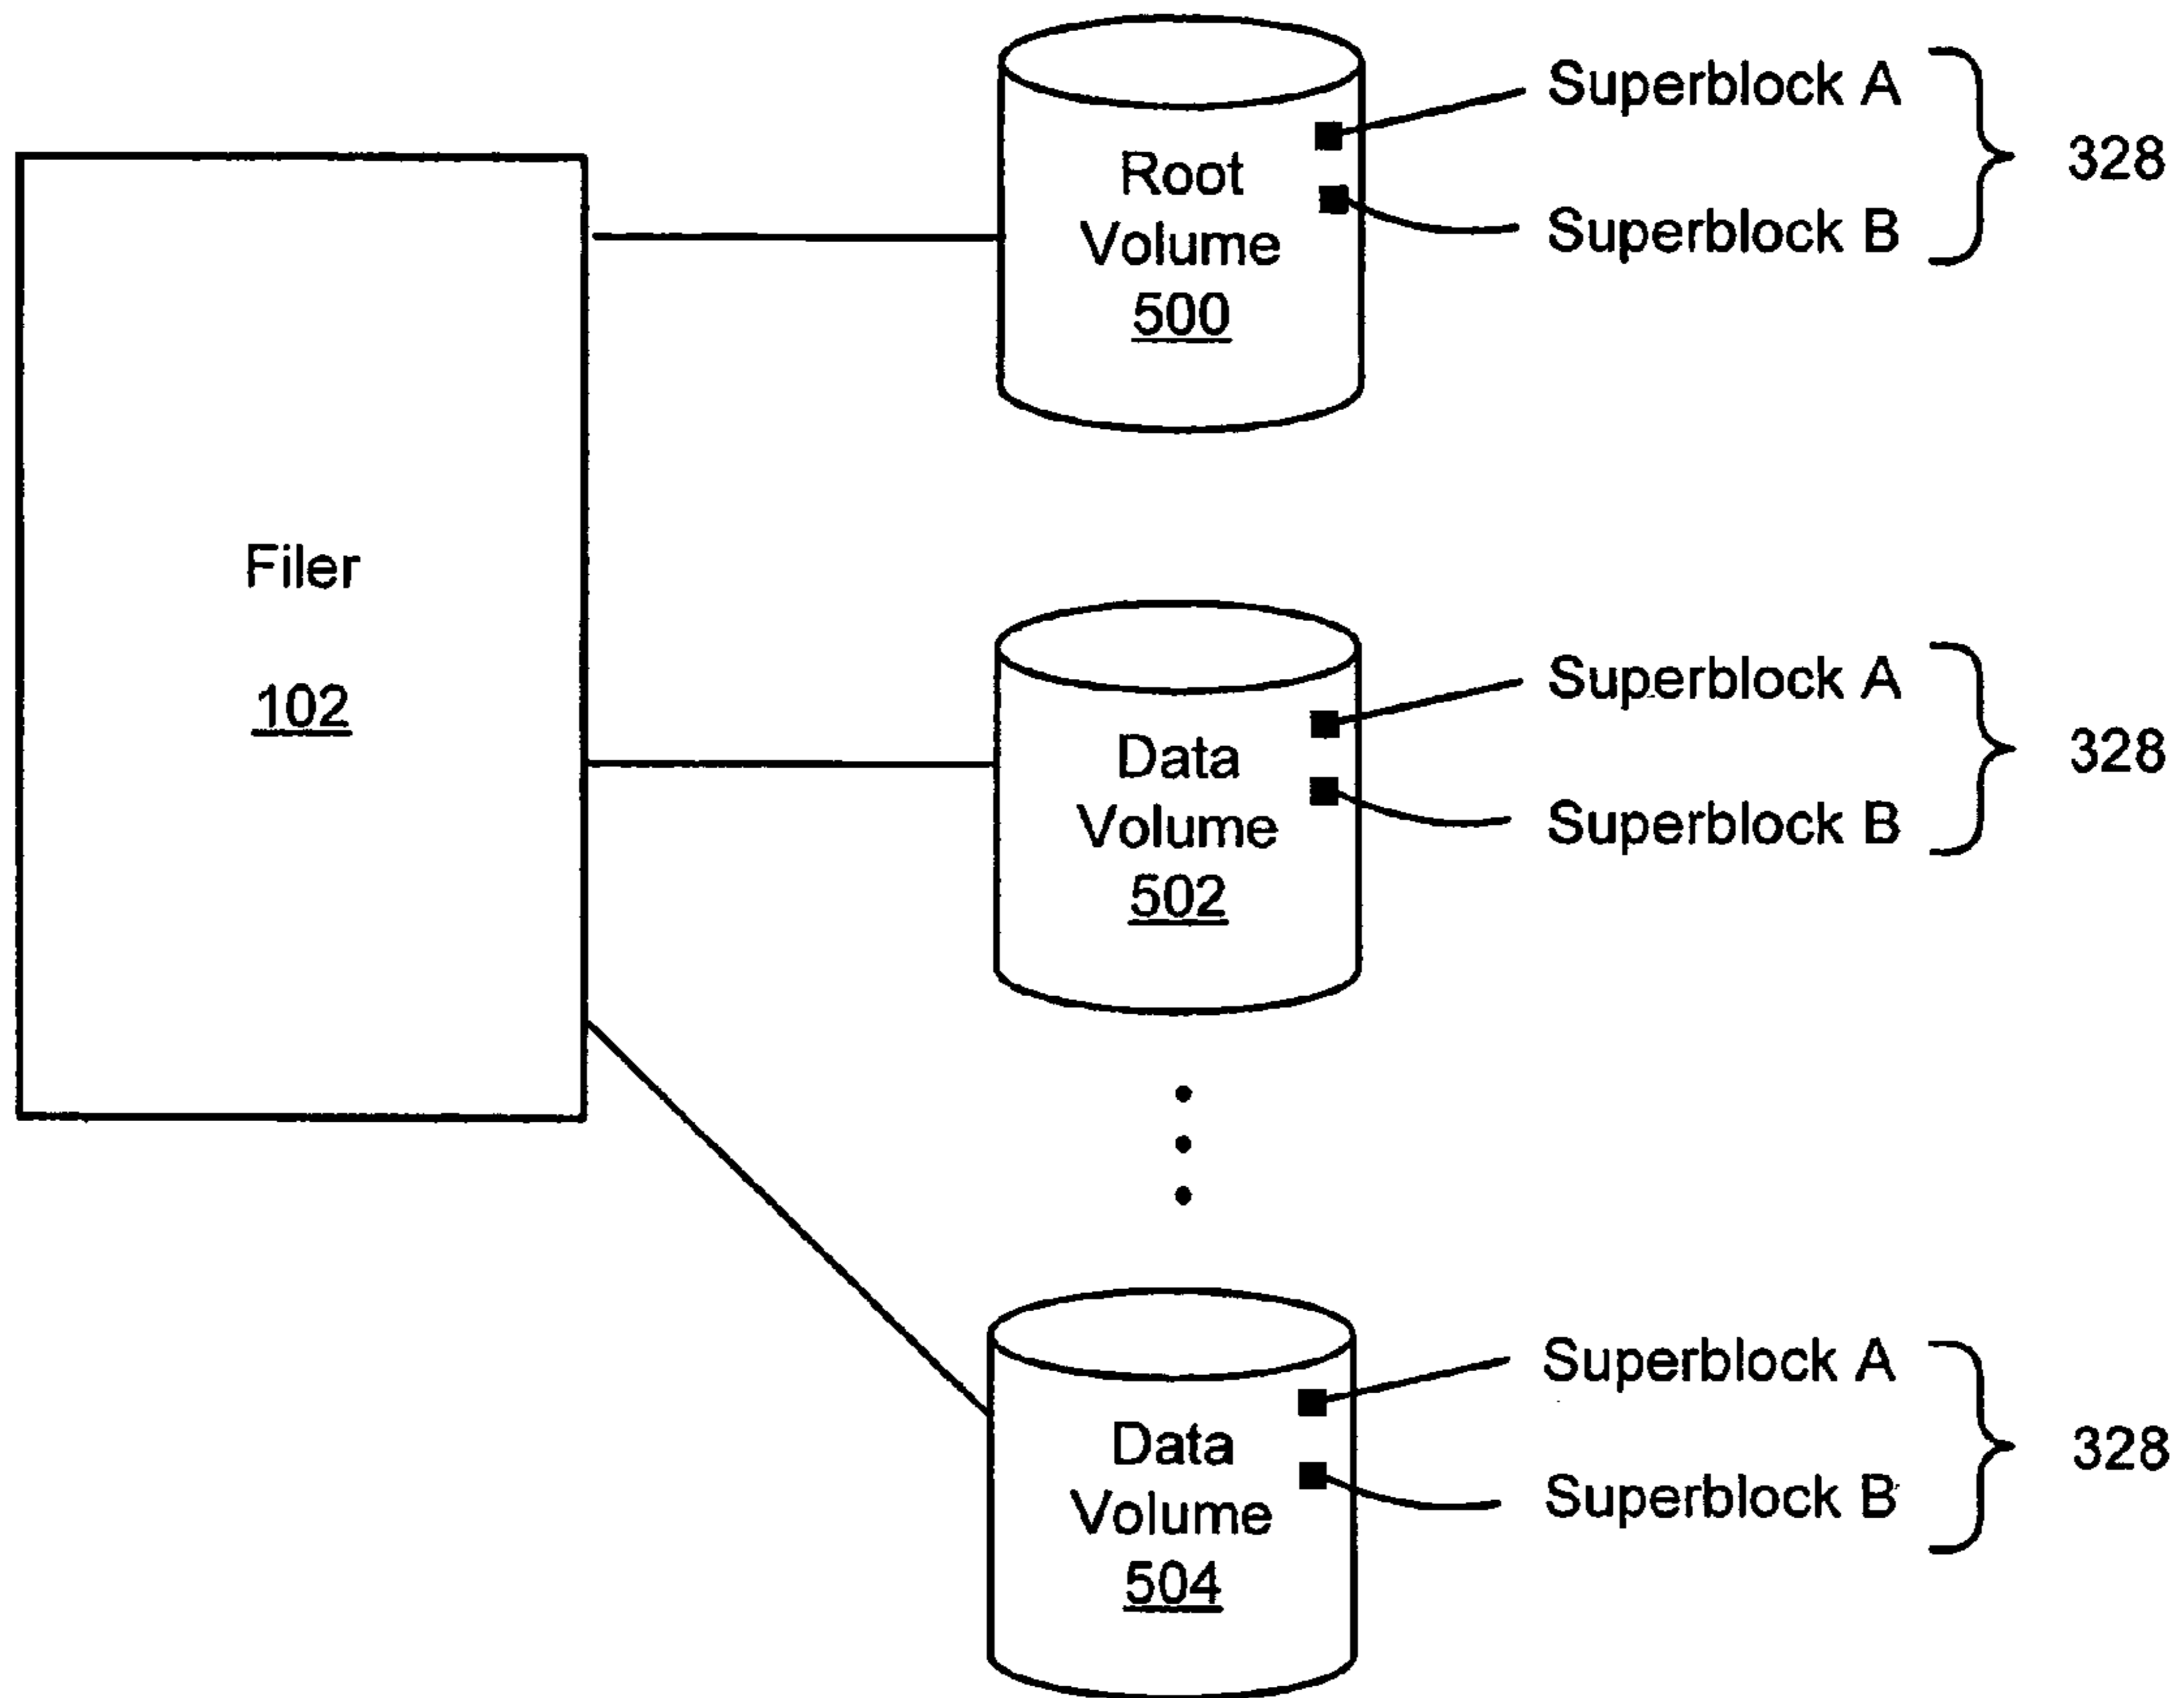 Filer
102
Root
Volume
500
Superblock A
Superblock B
328
Data
Volume
502
Superblock A
Superblock B
328
Data
Volume
504
Superblock A
Superblock B
328